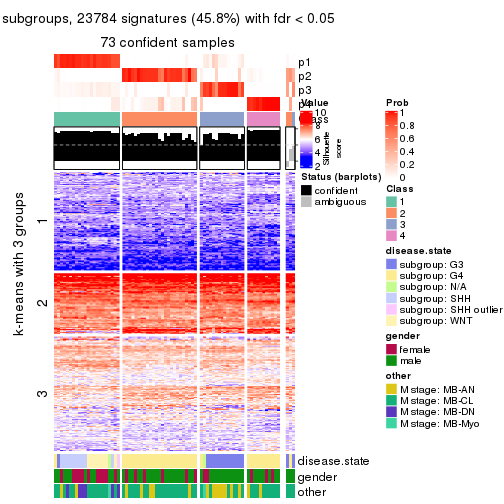 subgroups, 23784 signatures (45.8%) with fdr < 0.05
73 confident samples
p1
p2
p3
p4
Class
Silhouette
score
k-means with 3 groups
1
2
3
disease.state
gender
other
Value
10
8
6
4
2
Status (barplots)
confident
ambiguous
Prob
1
0.8
0.6
0.4
0.2
0
Class
1
2
3
4
disease.state
subgroup: G3
subgroup: G4
subgroup: N/A
subgroup: SHH
subgroup: SHH outlier
subgroup: WNT
gender
female
male
other
M stage: MB-AN
M stage: MB-CL
M stage: MB-DN
M stage: MB-Myo